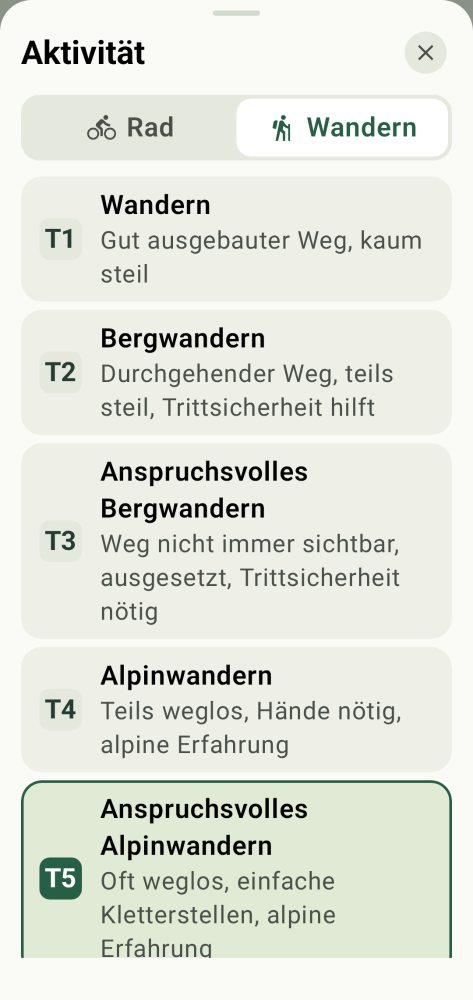 Aktivität
Rad
Wandern
T1
Wandern
Gut ausgebauter Weg, kaum
steil
T2
Bergwandern
Durchgehender Weg, teils
steil, Trittsicherheit hilft
T3
Anspruchsvolles
Bergwandern
Weg nicht immer sichtbar,
ausgesetzt, Trittsicherheit
nötig
T4
Alpinwandern
Teils weglos, Hände nötig,
alpine Erfahrung
T5
Anspruchsvolles
Alpinwandern
Oft weglos, einfache
Kletterstellen, alpine
Erfahrung